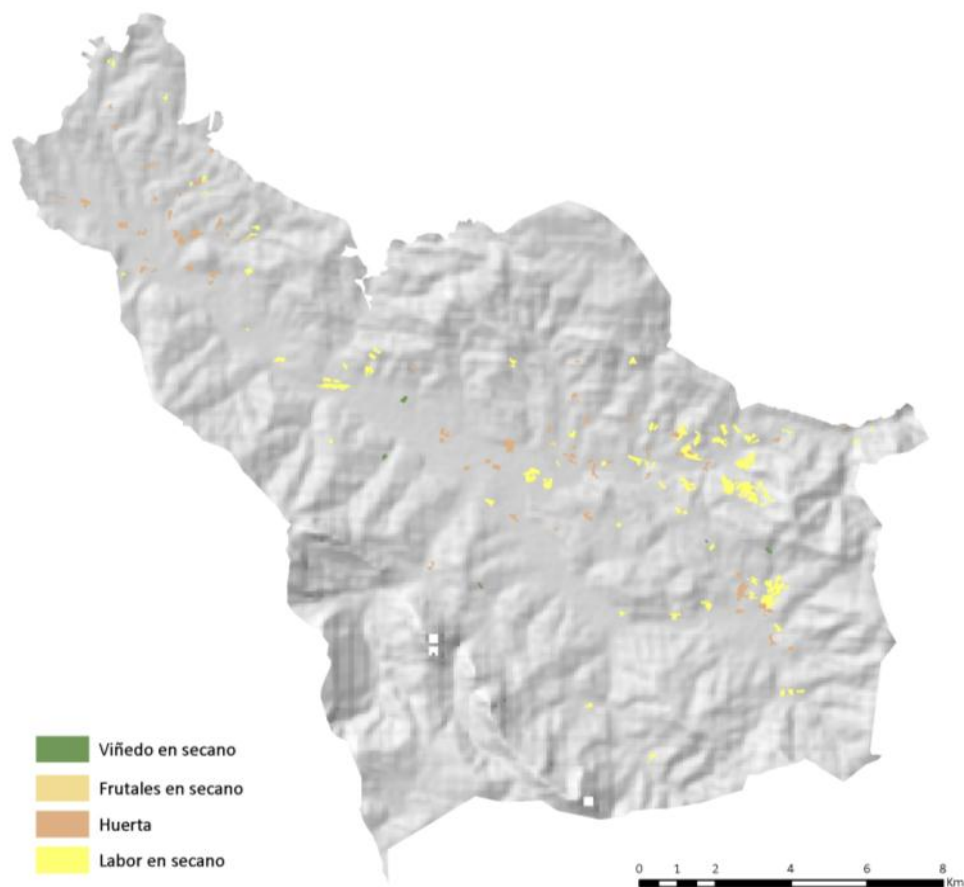 Viñedo en secano
Frutales en secano
Huerta
Labor en secano
0 1 2 4 6 8
Km